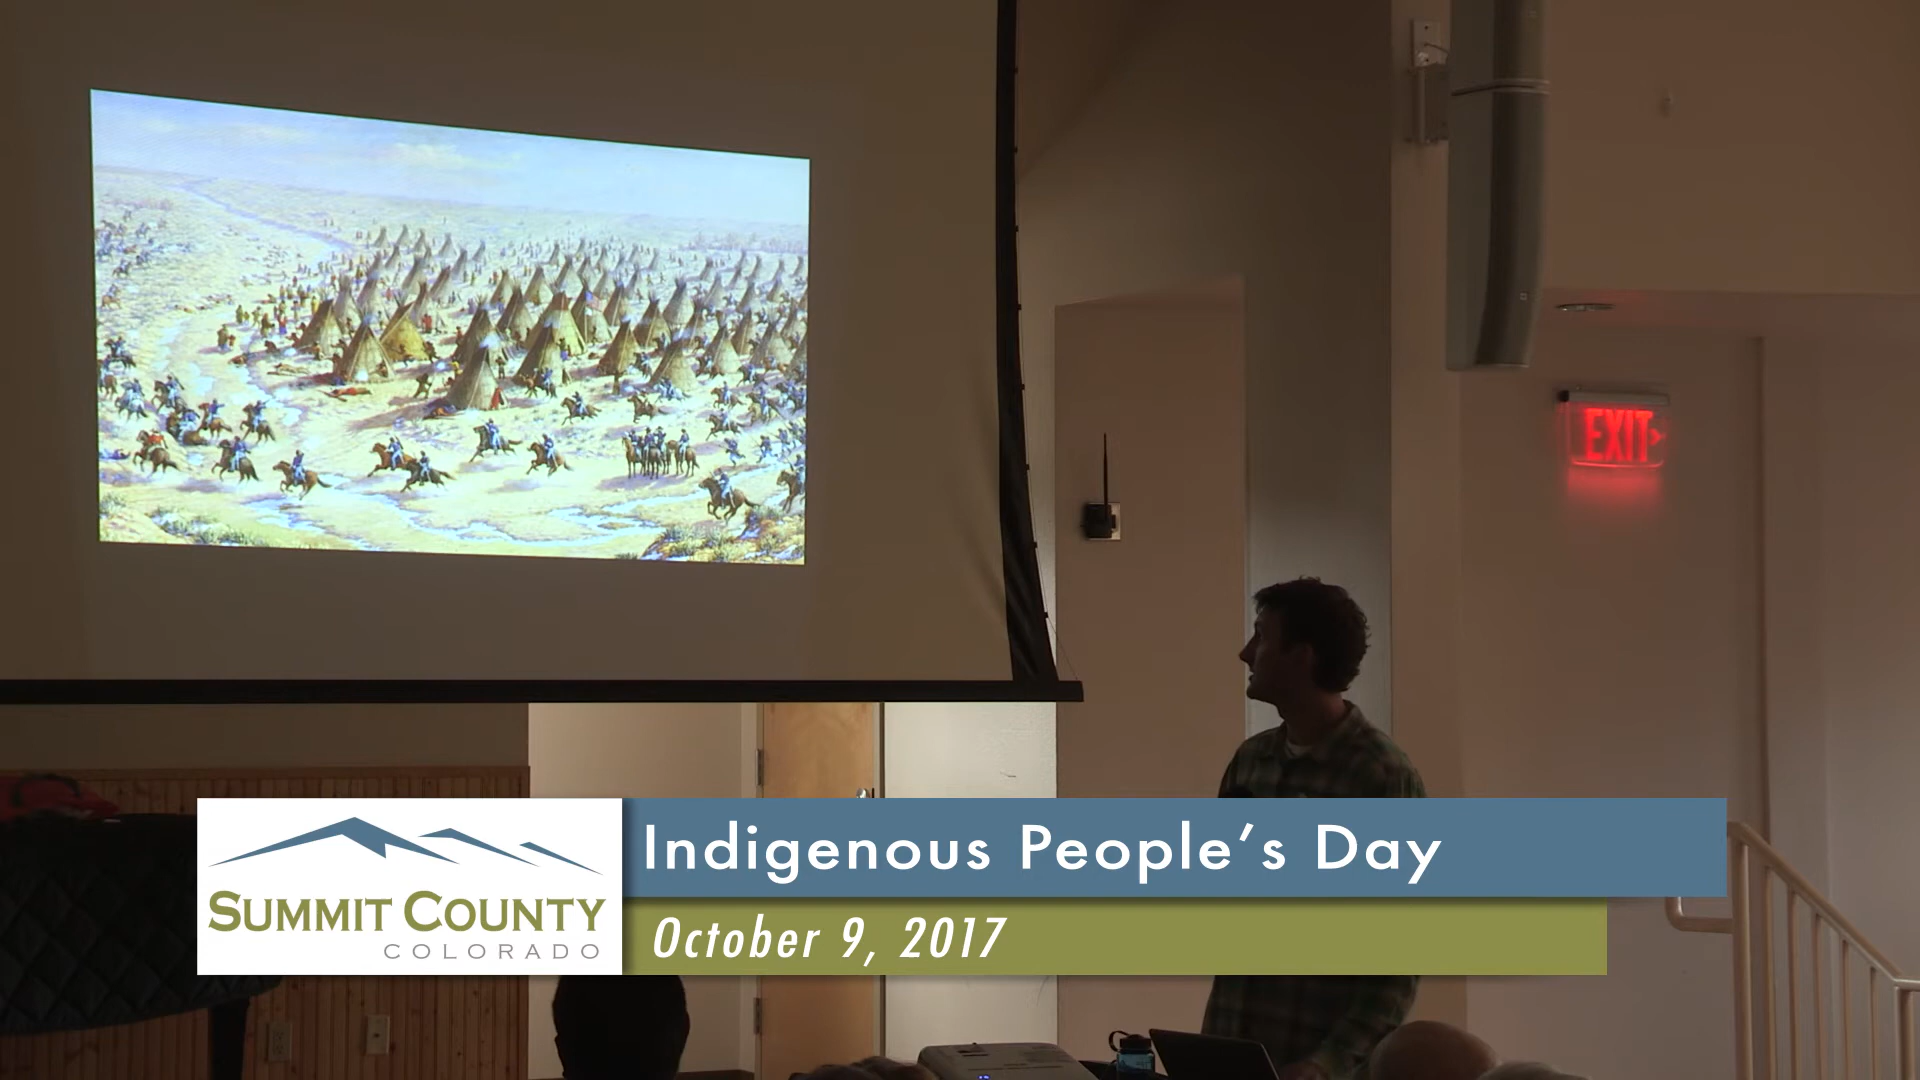 EXIT
Indigenous People’s Day
SUMMIT COUNTY
COLORADO
October 9, 2017